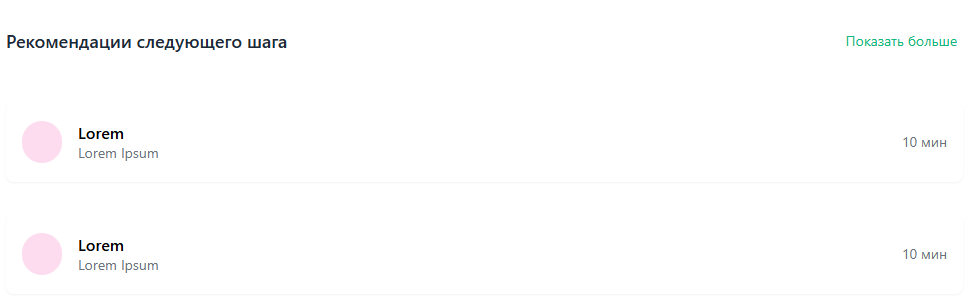 Рекомендации следующего шага
Показать больше
Lorem
Lorem Ipsum
10 мин
Lorem
Lorem Ipsum
10 мин